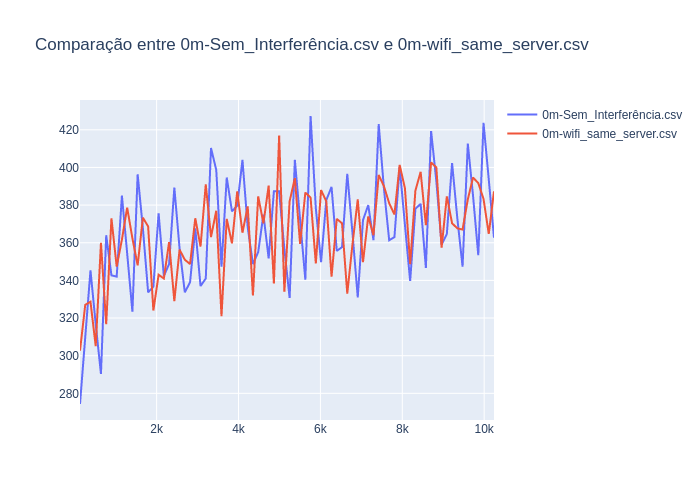 Comparação entre 0m-Sem_Interferência.csv e 0m-wifi_same_server.csv
0m-Sem_Interferência.csv
0m-wifi_same_server.csv
420
400
380
360
340
320
300
280
2k
4k
6k
8k
10k